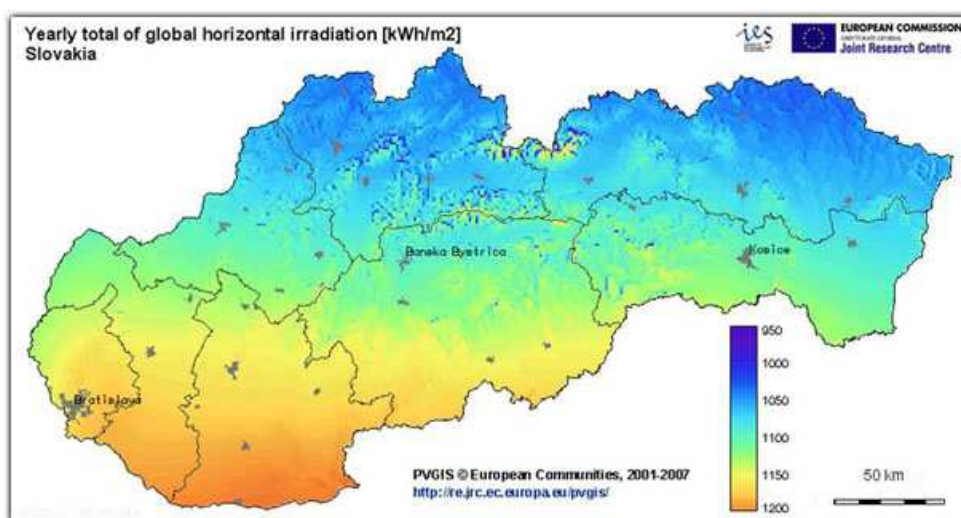 Yearly total of global horizontal irradiation [kWh/m2]
Slovakia
ies
EUROPEAN COMMISSION
DIRECTORATE GENERAL
Joint Research Centre
Banska Bystrica
Kosice
Bratislava
950
1000
1050
1100
1150
1200
PVGIS © European Communities, 2001-2007
http://re.jrc.ec.europa.eu/pvgis/
50 km